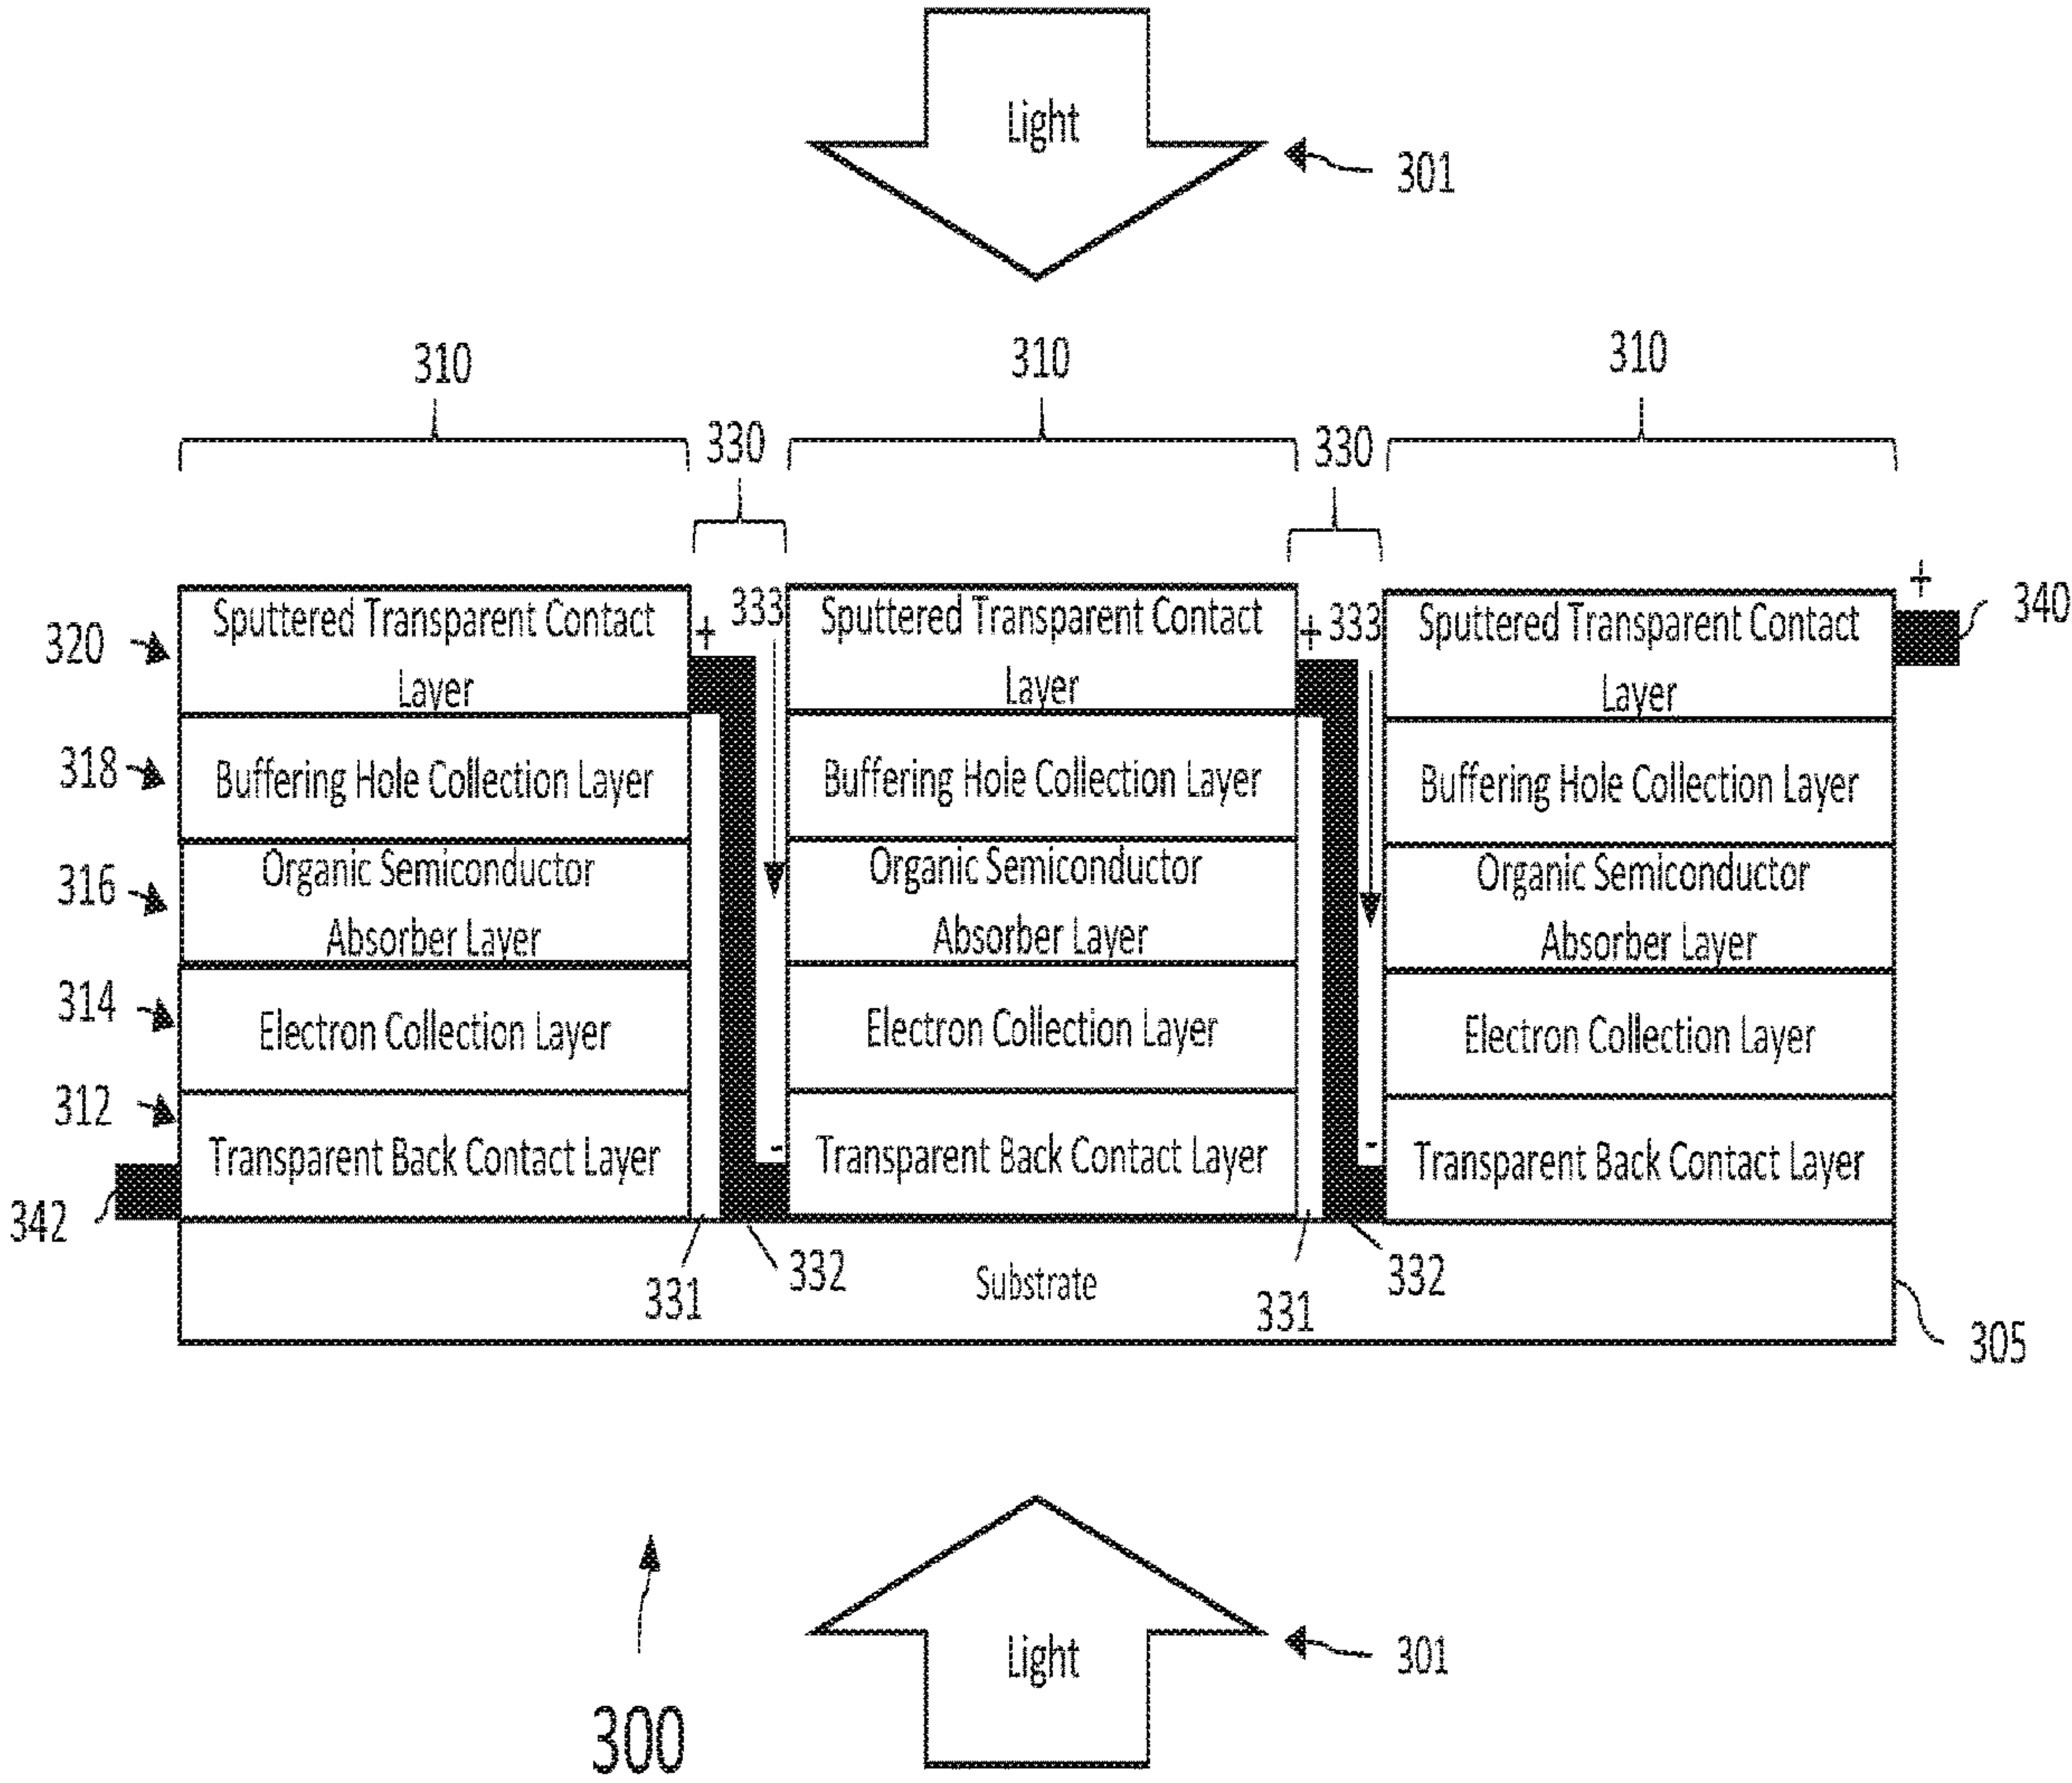 Light
301
310
310
310
330
330
+
333
+
333
+
340
320
Sputtered Transparent Contact
Layer
Sputtered Transparent Contact
Layer
Sputtered Transparent Contact
Layer
318
Buffering Hole Collection Layer
Buffering Hole Collection Layer
Buffering Hole Collection Layer
316
Organic Semiconductor
Absorber Layer
Organic Semiconductor
Absorber Layer
Organic Semiconductor
Absorber Layer
314
Electron Collection Layer
Electron Collection Layer
Electron Collection Layer
312
Transparent Back Contact Layer
-
Transparent Back Contact Layer
-
Transparent Back Contact Layer
342
331
332
Substrate
331
332
305
Light
301
300